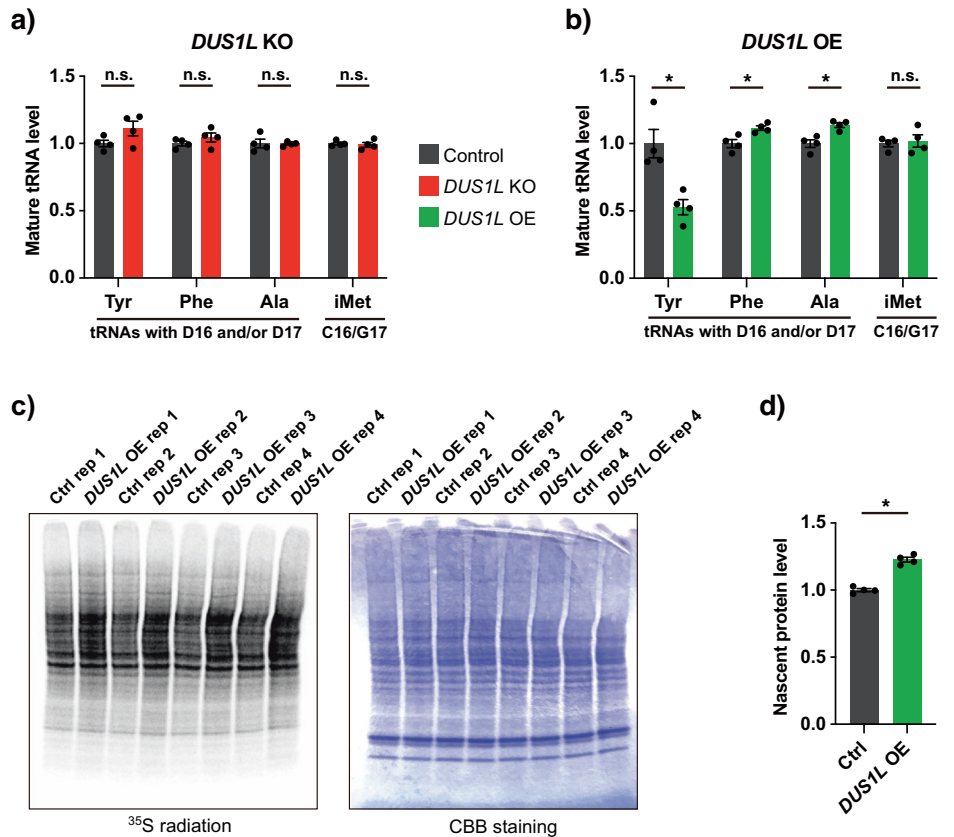 a)
DUS1L KO
n.s. n.s. n.s. n.s.
Mature tRNA level
1.5
1.0
0.5
0.0
Tyr Phe Ala iMet
tRNAs with D16 and/or D17 C16/G17
Control
DUS1L KO
DUS1L OE
b)
DUS1L OE
* * * n.s.
Mature tRNA level
1.5
1.0
0.5
0.0
Tyr Phe Ala iMet
tRNAs with D16 and/or D17 C16/G17
c)
Ctrl rep 1
DUS1L OE rep 1
Ctrl rep 2
DUS1L OE rep 2
Ctrl rep 3
DUS1L OE rep 3
Ctrl rep 4
DUS1L OE rep 4
35S radiation
Ctrl rep 1
DUS1L OE rep 1
Ctrl rep 2
DUS1L OE rep 2
Ctrl rep 3
DUS1L OE rep 3
Ctrl rep 4
DUS1L OE rep 4
CBB staining
d)
*
Nascent protein level
1.5
1.0
0.5
0.0
Ctrl
DUS1L OE